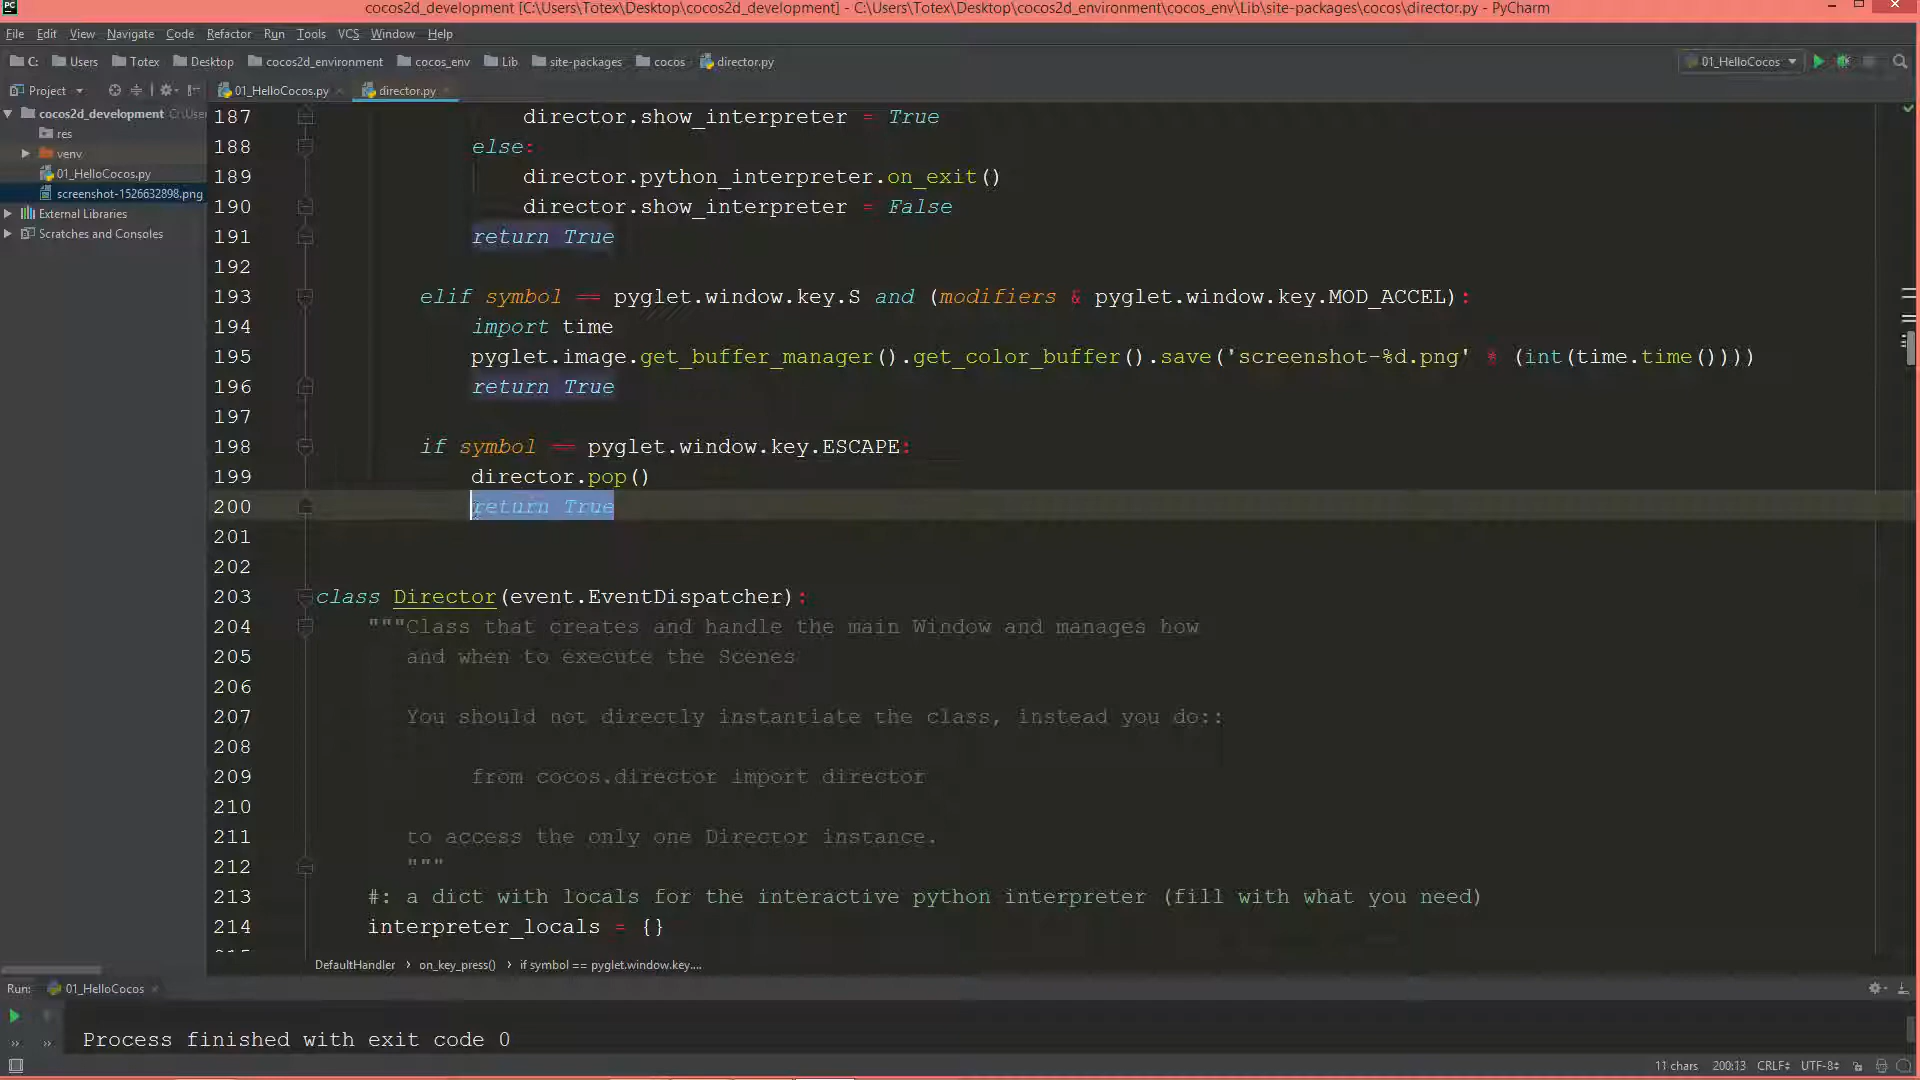 cocos2d_development [C:\Users\Totex\Desktop\cocos2d_development] - C:\Users\Totex\Desktop\cocos2d_environment\cocos_env\Lib\site-packages\cocos\director.py - PyCharm
File Edit View Navigate Code Refactor Run Tools VCS Window Help
C: Users Totex Desktop cocos2d_environment cocos_env Lib site-packages cocos director.py 01_HelloCocos
Project 01_HelloCocos.py director.py
cocos2d_development C:\User
res
venv
01_HelloCocos.py
screenshot-1526632898.png
External Libraries
Scratches and Consoles
187 director.show_interpreter = True
188 else:
189 director.python_interpreter.on_exit()
190 director.show_interpreter = False
191 return True
192
193 elif symbol == pyglet.window.key.S and (modifiers & pyglet.window.key.MOD_ACCEL):
194 import time
195 pyglet.image.get_buffer_manager().get_color_buffer().save('screenshot-%d.png' % (int(time.time())))
196 return True
197
198 if symbol == pyglet.window.key.ESCAPE:
199 director.pop()
200 return True
201
202
203 class Director(event.EventDispatcher):
204 """Class that creates and handle the main Window and manages how
205 and when to execute the Scenes
206
207 You should not directly instantiate the class, instead you do::
208
209 from cocos.director import director
210
211 to access the only one Director instance.
212 """
213 #: a dict with locals for the interactive python interpreter (fill with what you need)
214 interpreter_locals = {}
DefaultHandler › on_key_press() › if symbol == pyglet.window.key....
Run: 01_HelloCocos
Process finished with exit code 0
11 chars 200:13 CRLF UTF-8